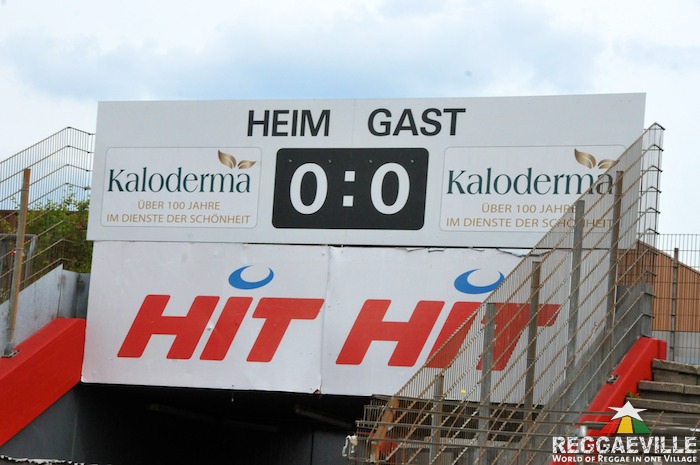 HEIM GAST
Kaloderma
ÜBER 100 JAHRE
IM DIENSTE DER SCHÖNHEIT
0:0
Kaloderma
ÜBER 100 JAHRE
IM DIENSTE DER SCHÖNHEIT
HIT HIT
REGGAEVILLE
WORLD OF REGGAE IN ONE VILLAGE